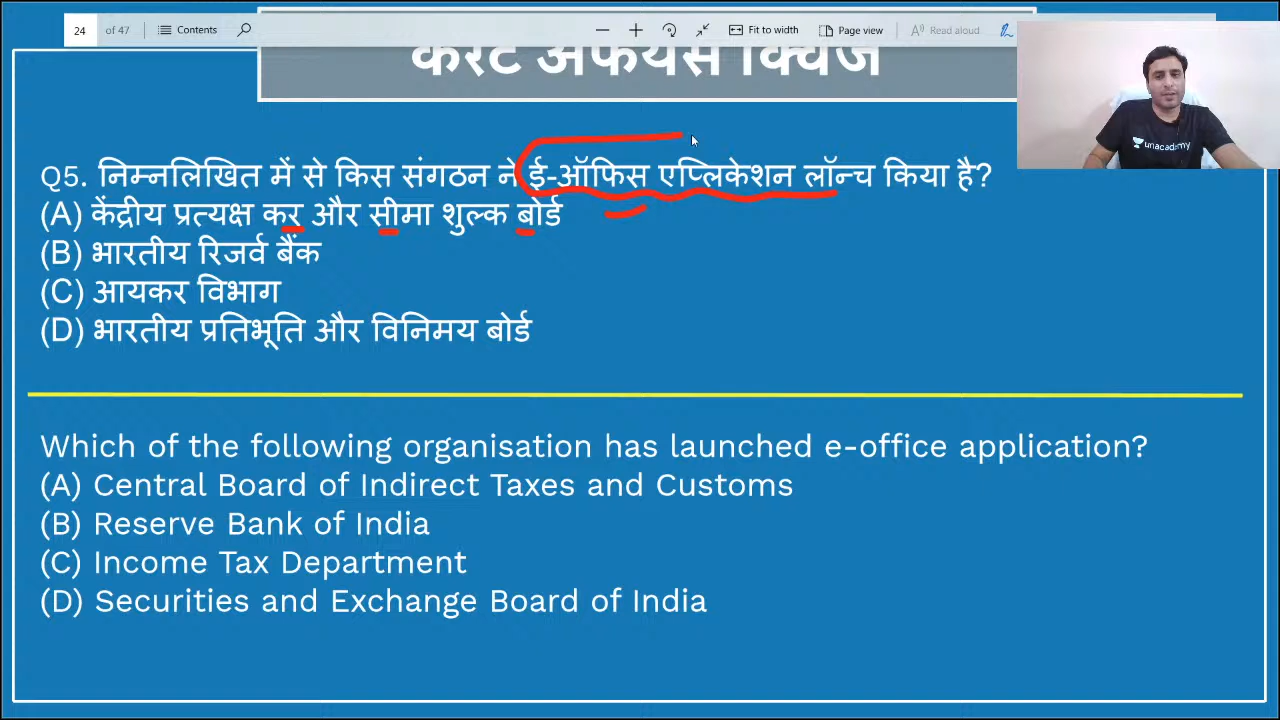 24 of 47 Contents Fit to width Page view Read aloud
करंट अफेयर्स क्विज
unacademy
Q5. निम्नलिखित में से किस संगठन ने ई-ऑफिस एप्लिकेशन लॉन्च किया है?
(A) केंद्रीय प्रत्यक्ष कर और सीमा शुल्क बोर्ड
(B) भारतीय रिजर्व बैंक
(C) आयकर विभाग
(D) भारतीय प्रतिभूति और विनिमय बोर्ड
Which of the following organisation has launched e-office application?
(A) Central Board of Indirect Taxes and Customs
(B) Reserve Bank of India
(C) Income Tax Department
(D) Securities and Exchange Board of India